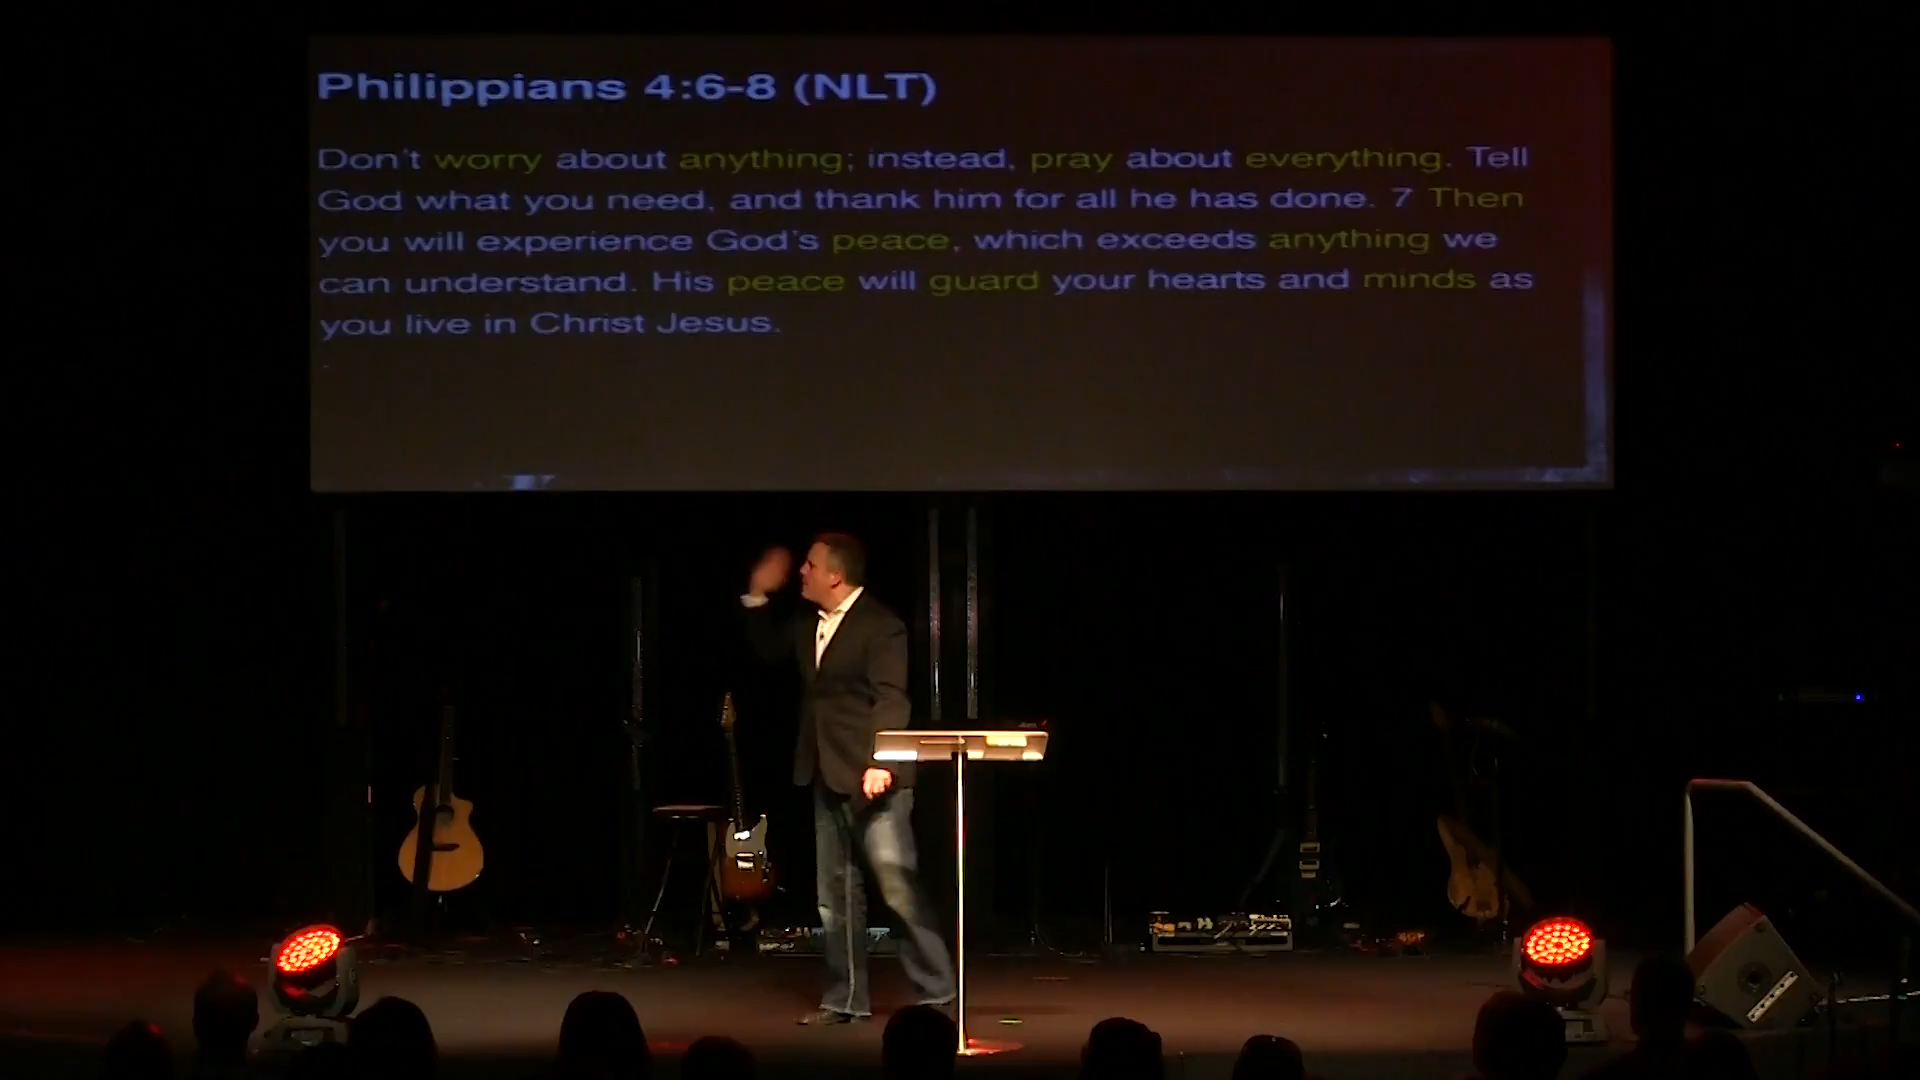 Philippians 4:6-8 (NLT)
Don't worry about anything; instead, pray about everything. Tell
God what you need, and thank him for all he has done. 7 Then
you will experience God's peace, which exceeds anything we
can understand. His peace will guard your hearts and minds as
you live in Christ Jesus.